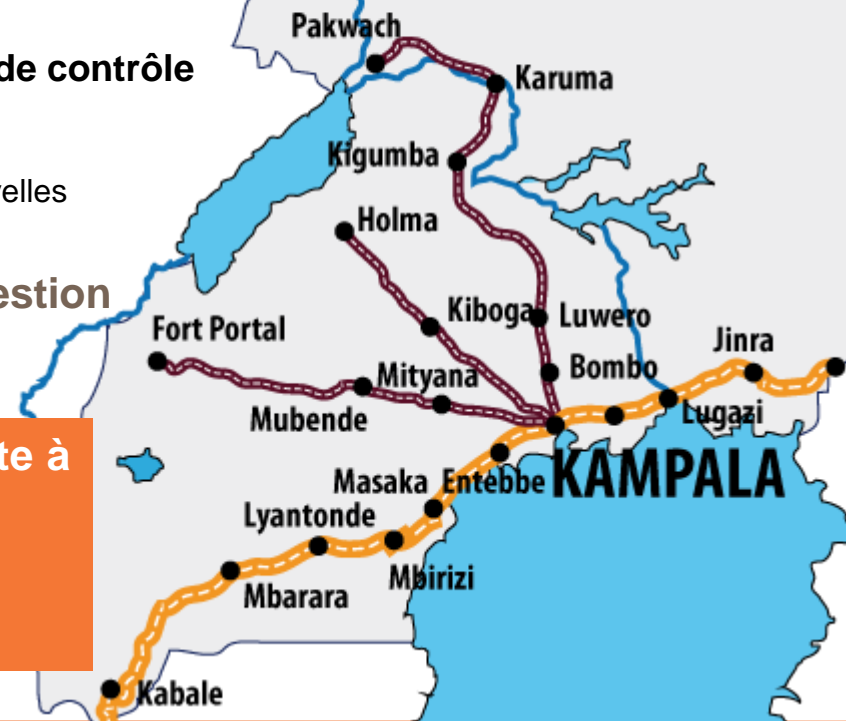 Pakwach
de contrôle
Karuma
Kigumba
elles
Holma
estion
Kiboga
Luwero
Fort Portal
Jinra
Mityana
Bombo
Mubende
Lugazi
te à
Masaka
Entebbe
KAMPALA
Lyantonde
Mbirizi
Mbarara
Kabale